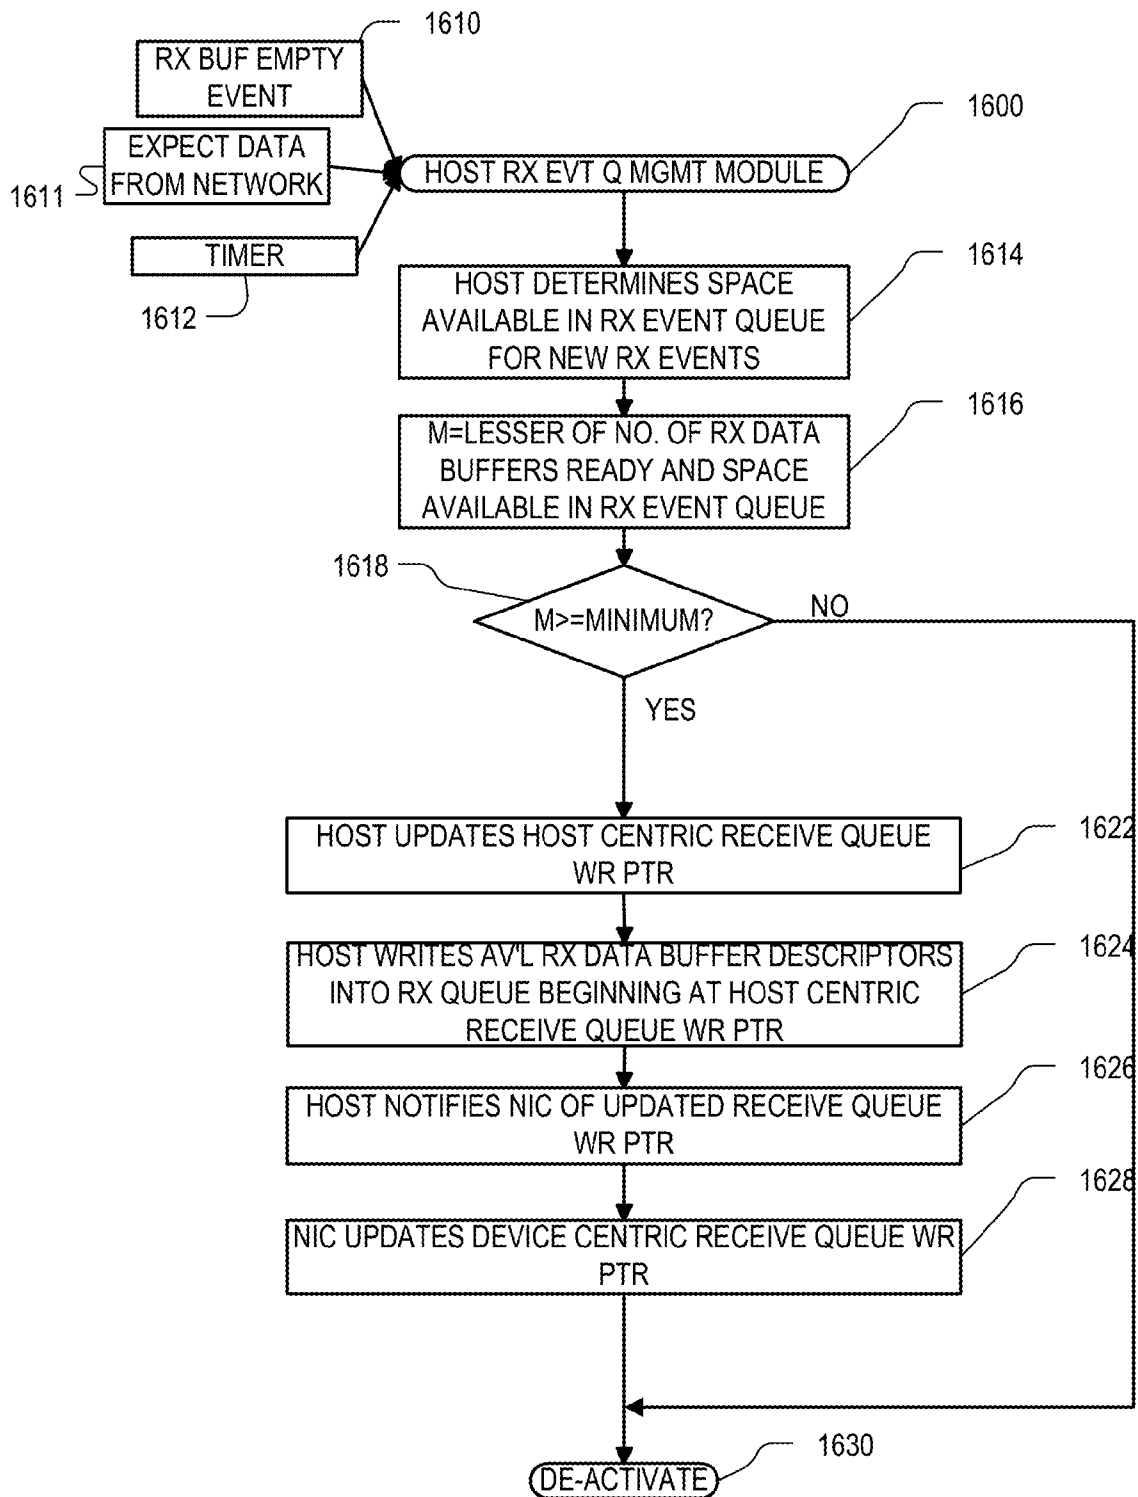 1610
RX BUF EMPTY
EVENT
1600
EXPECT DATA
FROM NETWORK
1611
HOST RX EVT Q MGMT MODULE
TIMER
1612
1614
HOST DETERMINES SPACE
AVAILABLE IN RX EVENT QUEUE
FOR NEW RX EVENTS
1616
M=LESSER OF NO. OF RX DATA
BUFFERS READY AND SPACE
AVAILABLE IN RX EVENT QUEUE
1618
M>=MINIMUM?
NO
YES
1622
HOST UPDATES HOST CENTRIC RECEIVE QUEUE
WR PTR
1624
HOST WRITES AV'L RX DATA BUFFER DESCRIPTORS
INTO RX QUEUE BEGINNING AT HOST CENTRIC
RECEIVE QUEUE WR PTR
1626
HOST NOTIFIES NIC OF UPDATED RECEIVE QUEUE
WR PTR
1628
NIC UPDATES DEVICE CENTRIC RECEIVE QUEUE WR
PTR
1630
DE-ACTIVATE